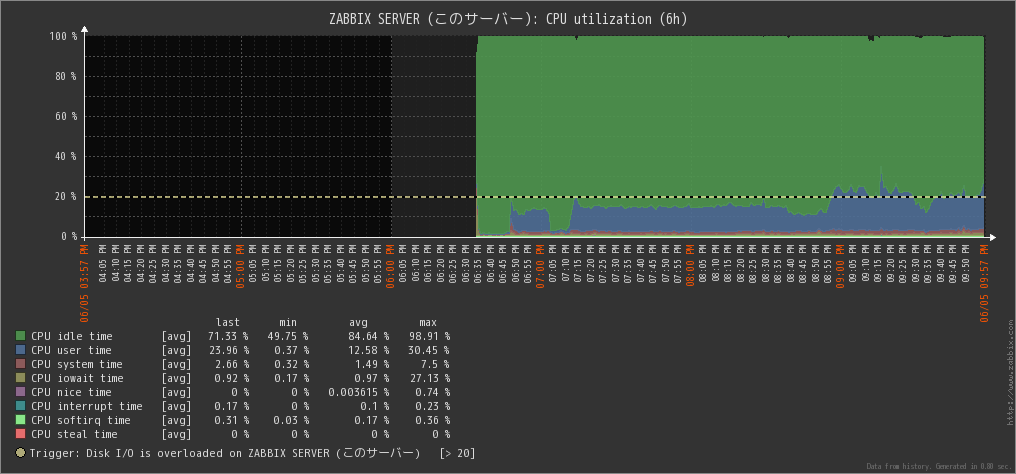 ZABBIX SERVER (このサーバー): CPU utilization (6h)
100 %
80 %
60 %
40 %
20 %
0 %
06/05 03:57 PM 04:05 PM 04:10 PM 04:15 PM 04:20 PM 04:25 PM 04:30 PM 04:35 PM 04:40 PM 04:45 PM 04:50 PM 04:55 PM 05:00 PM 05:05 PM 05:10 PM 05:15 PM 05:20 PM 05:25 PM 05:30 PM 05:35 PM 05:40 PM 05:45 PM 05:50 PM 05:55 PM 06:00 PM 06:05 PM 06:10 PM 06:15 PM 06:20 PM 06:25 PM 06:30 PM 06:35 PM 06:40 PM 06:45 PM 06:50 PM 06:55 PM 07:00 PM 07:05 PM 07:10 PM 07:15 PM 07:20 PM 07:25 PM 07:30 PM 07:35 PM 07:40 PM 07:45 PM 07:50 PM 07:55 PM 08:00 PM 08:05 PM 08:10 PM 08:15 PM 08:20 PM 08:25 PM 08:30 PM 08:35 PM 08:40 PM 08:45 PM 08:50 PM 08:55 PM 09:00 PM 09:05 PM 09:10 PM 09:15 PM 09:20 PM 09:25 PM 09:30 PM 09:35 PM 09:40 PM 09:45 PM 09:50 PM 06/05 09:57 PM
last min avg max
CPU idle time [avg] 71.33 % 49.75 % 84.64 % 98.91 %
CPU user time [avg] 23.96 % 0.37 % 12.58 % 30.45 %
CPU system time [avg] 2.66 % 0.32 % 1.49 % 7.5 %
CPU iowait time [avg] 0.92 % 0.17 % 0.97 % 27.13 %
CPU nice time [avg] 0 % 0 % 0.003615 % 0.74 %
CPU interrupt time [avg] 0.17 % 0 % 0.1 % 0.23 %
CPU softirq time [avg] 0.31 % 0.03 % 0.17 % 0.36 %
CPU steal time [avg] 0 % 0 % 0 % 0 %
Trigger: Disk I/O is overloaded on ZABBIX SERVER (このサーバー) [> 20]
http://www.zabbix.com
Data from history. Generated in 0.80 sec.